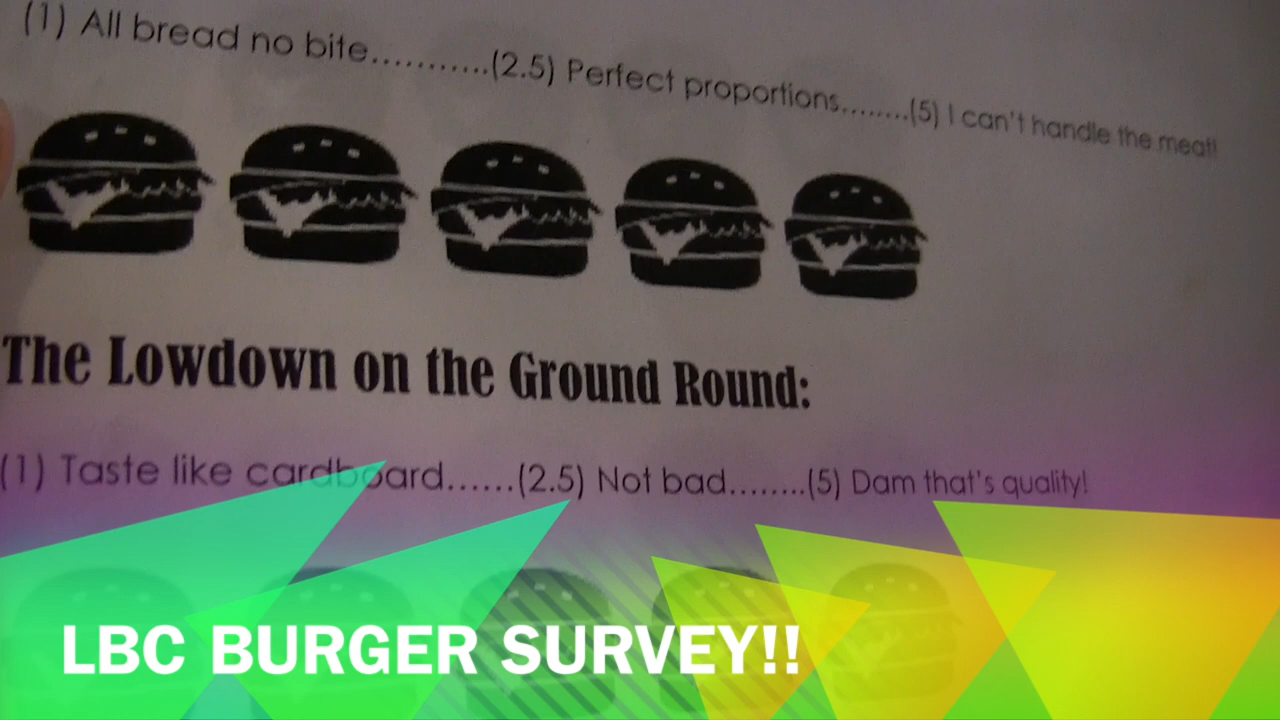 (1) All bread no bite...........(2.5) Perfect proportions........(5) I can't handle the meat!
The Lowdown on the Ground Round:
(1) Taste like cardboard......(2.5) Not bad........(5) Dam that's quality!
LBC BURGER SURVEY!!